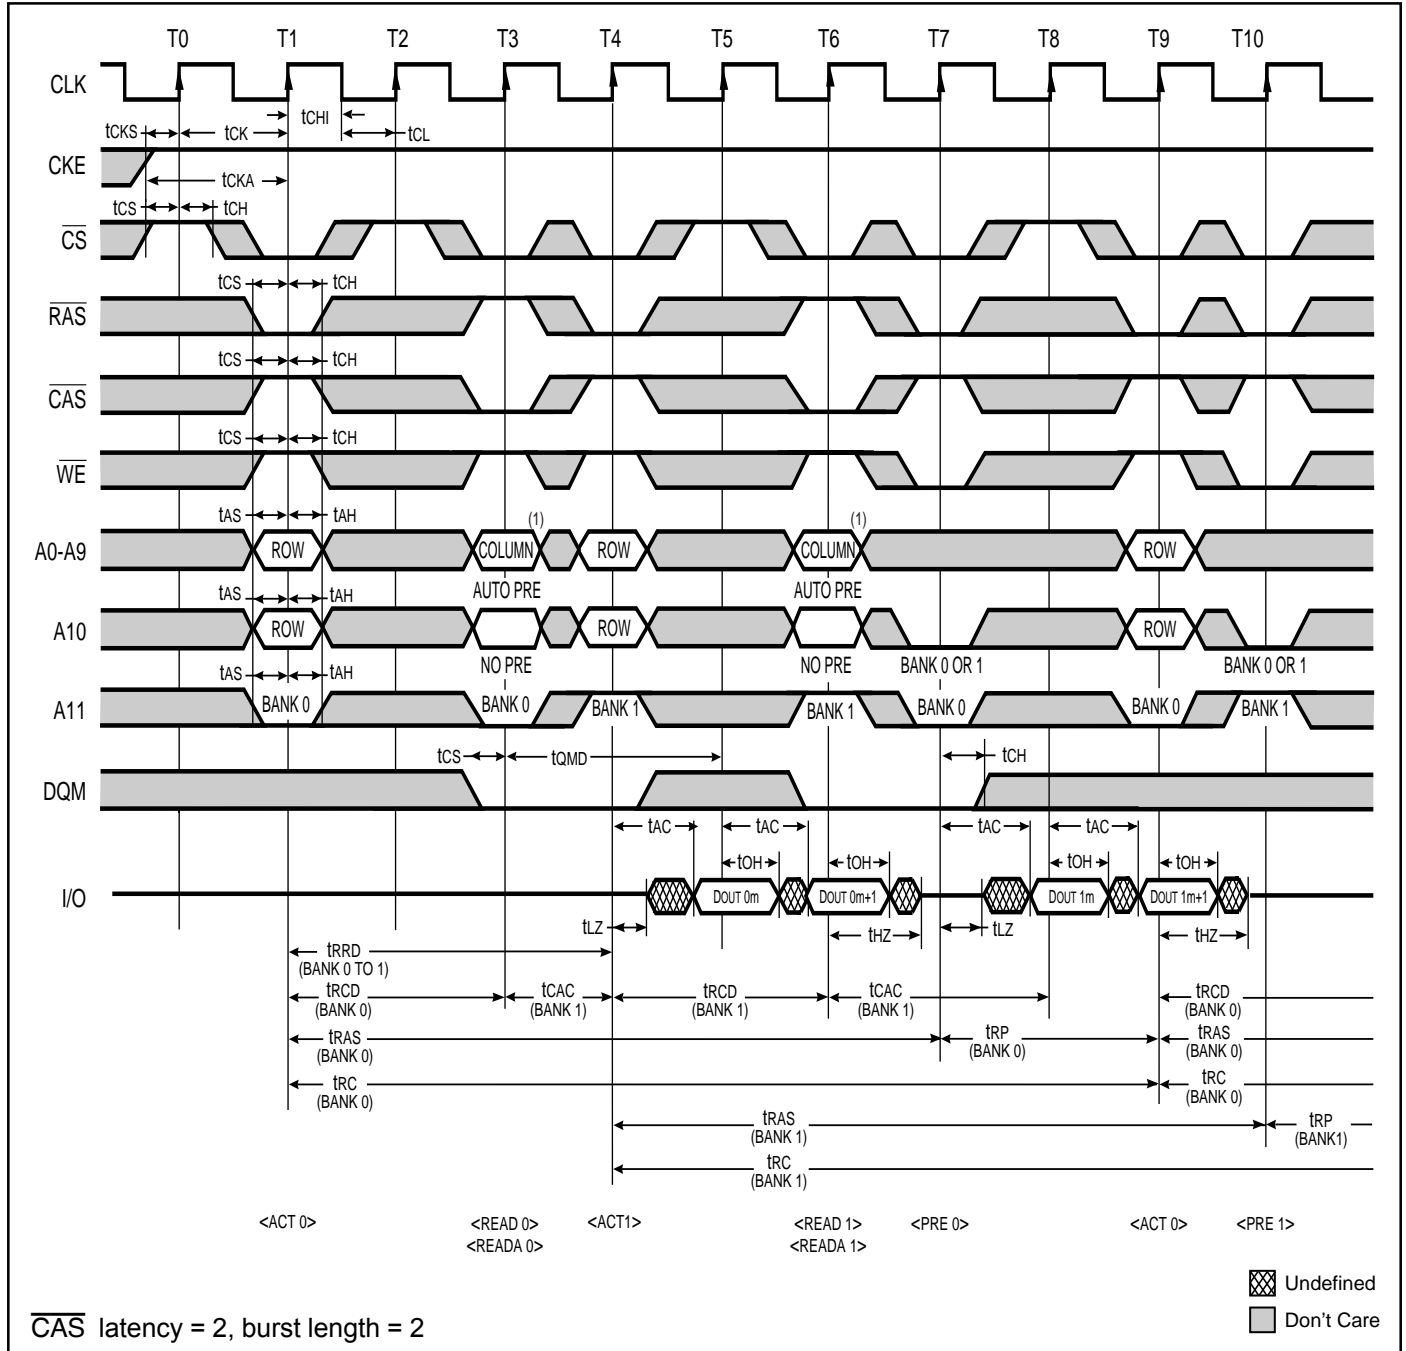 T0 T1 T2 T3 T4 T5 T6 T7 T8 T9 T10
CLK
tCHI
tCKS tCK tCL
CKE
tCKA
tCS tCH
CS
tCS tCH
RAS
tCS tCH
CAS
tCS tCH
WE
tAS tAH (1) (1)
A0-A9 ROW COLUMN ROW COLUMN ROW
AUTO PRE AUTO PRE
tAS tAH
A10 ROW ROW ROW
NO PRE NO PRE BANK 0 OR 1 BANK 0 OR 1
tAS tAH
A11 BANK 0 BANK 0 BANK 1 BANK 1 BANK 0 BANK 0 BANK 1
tCS tQMD tCH
DQM
tAC tAC tAC tAC
tOH tOH tOH tOH
I/O DOUT 0m DOUT 0m+1 DOUT 1m DOUT 1m+1
tLZ tHZ tLZ tHZ
tRRD
(BANK 0 TO 1)
tRCD tCAC tRCD tCAC tRCD
(BANK 0) (BANK 1) (BANK 1) (BANK 1) (BANK 0)
tRAS tRP tRAS
(BANK 0) (BANK 0) (BANK 0)
tRC tRC
(BANK 0) (BANK 0)
tRAS tRP
(BANK 1) (BANK1)
tRC
(BANK 1)
<ACT 0> <READ 0> <ACT1> <READ 1> <PRE 0> <ACT 0> <PRE 1>
<READA 0> <READA 1>
Undefined
Don't Care
CAS latency = 2, burst length = 2